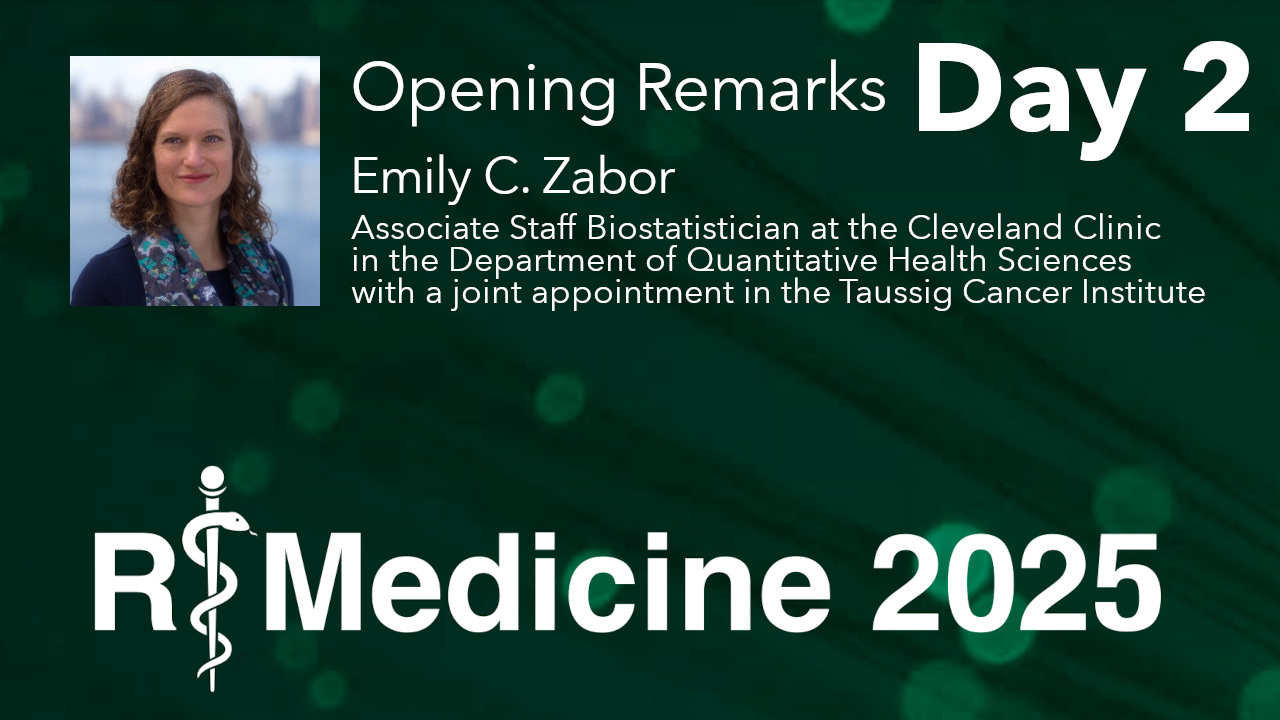 Opening Remarks Day 2
Emily C. Zabor
Associate Staff Biostatistician at the Cleveland Clinic
in the Department of Quantitative Health Sciences
with a joint appointment in the Taussig Cancer Institute
R Medicine 2025